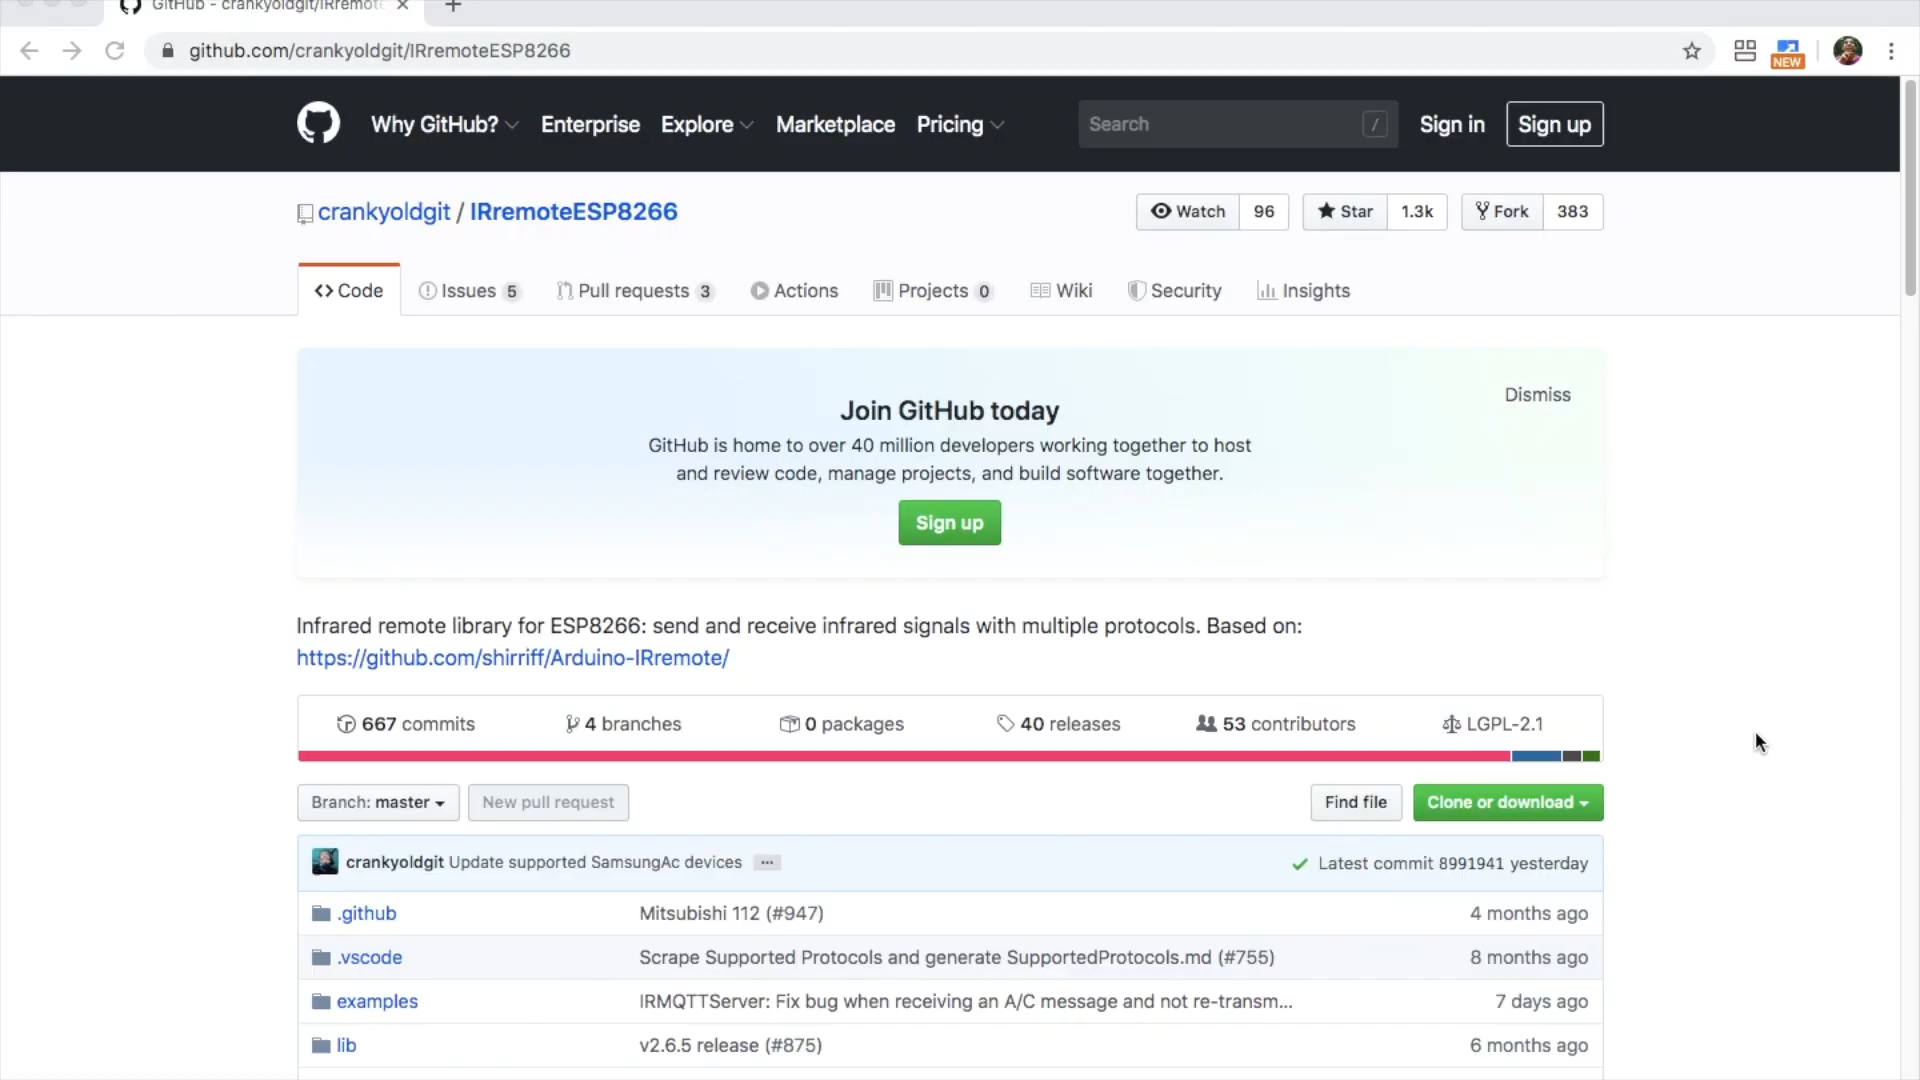 GitHub - crankyoldgit/IRremote
github.com/crankyoldgit/IRremoteESP8266
NEW
Why GitHub? Enterprise Explore Marketplace Pricing Search / Sign in Sign up
crankyoldgit / IRremoteESP8266 Watch 96 Star 1.3k Fork 383
Code Issues 5 Pull requests 3 Actions Projects 0 Wiki Security Insights
Dismiss
Join GitHub today
GitHub is home to over 40 million developers working together to host
and review code, manage projects, and build software together.
Sign up
Infrared remote library for ESP8266: send and receive infrared signals with multiple protocols. Based on:
https://github.com/shirriff/Arduino-IRremote/
667 commits 4 branches 0 packages 40 releases 53 contributors LGPL-2.1
Branch: master New pull request Find file Clone or download
crankyoldgit Update supported SamsungAc devices ... Latest commit 8991941 yesterday
.github Mitsubishi 112 (#947) 4 months ago
.vscode Scrape Supported Protocols and generate SupportedProtocols.md (#755) 8 months ago
examples IRMQTTServer: Fix bug when receiving an A/C message and not re-transm... 7 days ago
lib v2.6.5 release (#875) 6 months ago